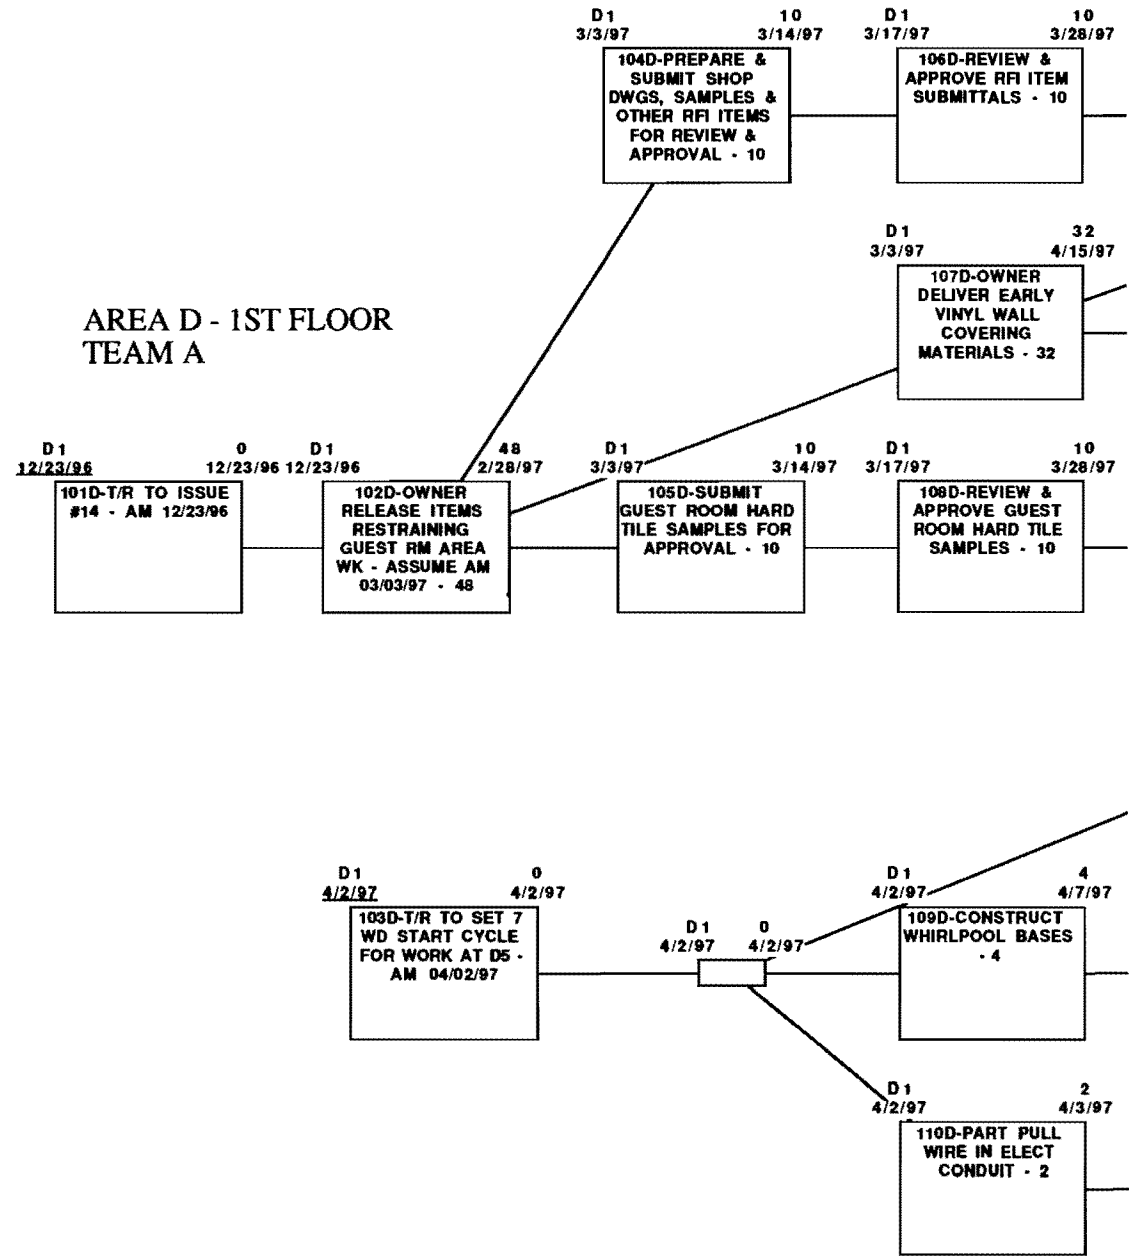 D1 10
3/3/97 3/14/97
104D-PREPARE &
SUBMIT SHOP
DWGS, SAMPLES &
OTHER RFI ITEMS
FOR REVIEW &
APPROVAL - 10
D1 10
3/17/97 3/28/97
106D-REVIEW &
APPROVE RFI ITEM
SUBMITTALS - 10
D1 32
3/3/97 4/15/97
107D-OWNER
DELIVER EARLY
VINYL WALL
COVERING
MATERIALS - 32
AREA D - 1ST FLOOR
TEAM A
D1 0
12/23/96 12/23/96
101D-T/R TO ISSUE
#14 - AM 12/23/96
D1 48
12/23/96 2/28/97
102D-OWNER
RELEASE ITEMS
RESTRAINING
GUEST RM AREA
WK - ASSUME AM
03/03/97 - 48
D1 10
3/3/97 3/14/97
105D-SUBMIT
GUEST ROOM HARD
TILE SAMPLES FOR
APPROVAL - 10
D1 10
3/17/97 3/28/97
108D-REVIEW &
APPROVE GUEST
ROOM HARD TILE
SAMPLES - 10
D1 0
4/2/97 4/2/97
103D-T/R TO SET 7
WD START CYCLE
FOR WORK AT D5 -
AM 04/02/97
D1 0
4/2/97 4/2/97
D1 4
4/2/97 4/7/97
109D-CONSTRUCT
WHIRLPOOL BASES
- 4
D1 2
4/2/97 4/3/97
110D-PART PULL
WIRE IN ELECT
CONDUIT - 2